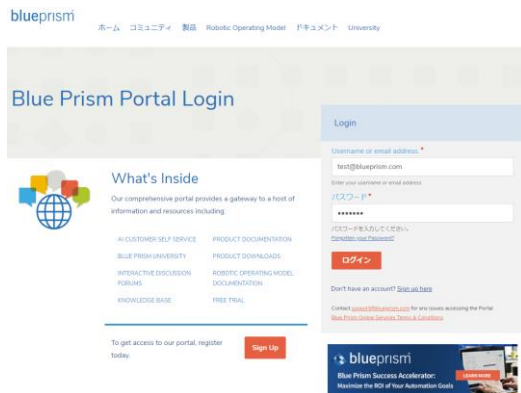 blueprism
ホーム コミュニティ 製品 Robotic Operating Model ドキュメント University
Blue Prism Portal Login
Login
Username or email address *
test@blueprism.com
Enter your username or email address
パスワード *
•••••••
パスワードを入力してください。
Forgotten your Password?
ログイン
Don't have an account? Sign up here
Contact support@blueprism.com for any issues accessing the Portal
Blue Prism Online Services Terms & Conditions
What's Inside
Our comprehensive portal provides a gateway to a host of
information and resources including:
AI CUSTOMER SELF SERVICE
PRODUCT DOCUMENTATION
BLUE PRISM UNIVERSITY
PRODUCT DOWNLOADS
INTERACTIVE DISCUSSION
FORUMS
ROBOTIC OPERATING MODEL
DOCUMENTATION
KNOWLEDGE BASE
FREE TRIAL
To get access to our portal, register
today.
Sign Up
blueprism
Blue Prism Success Accelerator:
Maximize the ROI of Your Automation Goals
LEARN MORE